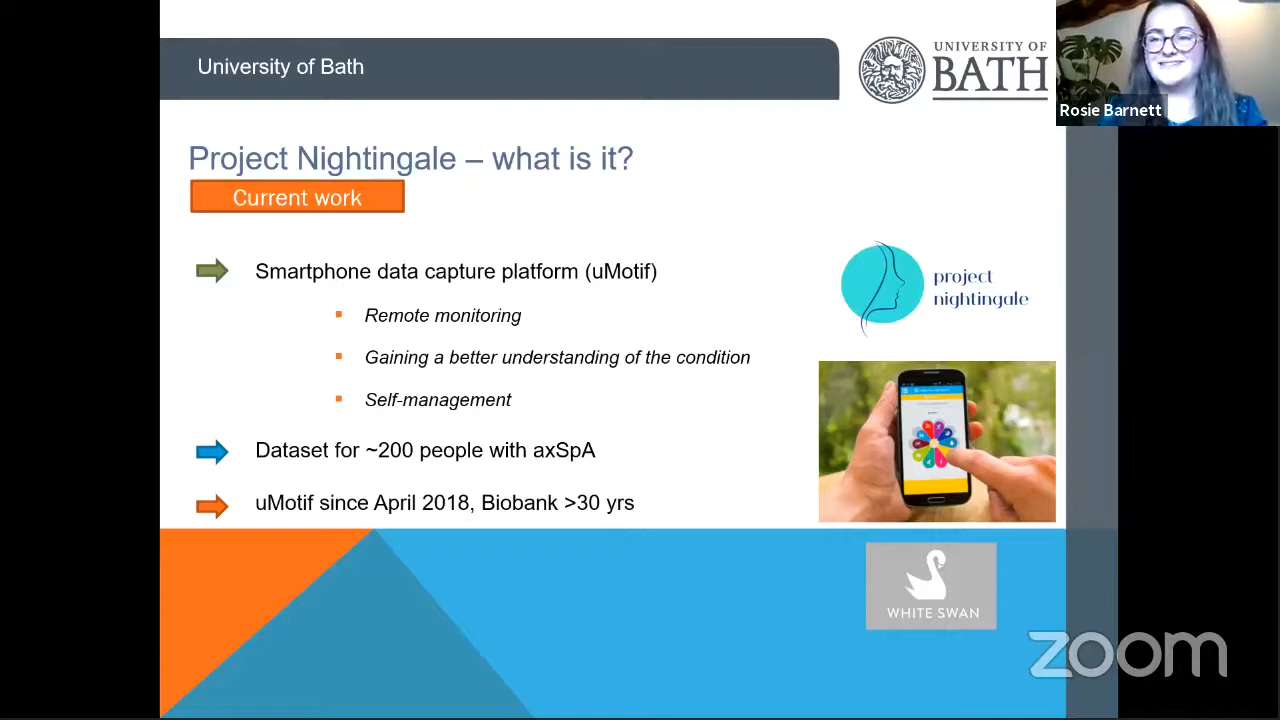 University of Bath
UNIVERSITY OF
BATH
Rosie Barnett
Project Nightingale – what is it?
Current work
Smartphone data capture platform (uMotif)
Remote monitoring
Gaining a better understanding of the condition
Self-management
Dataset for ~200 people with axSpA
uMotif since April 2018, Biobank >30 yrs
project
nightingale
WHITE SWAN
zoom